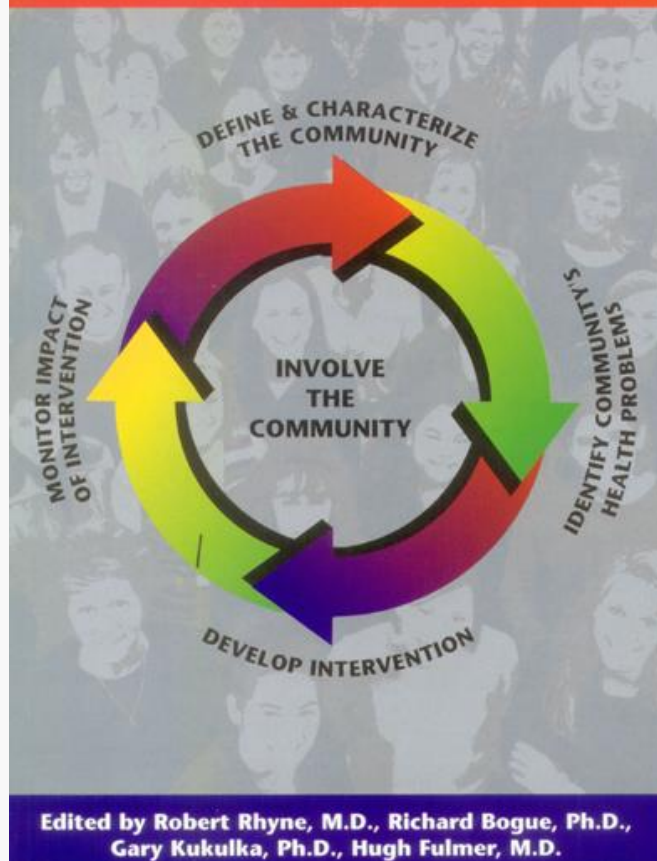 DEFINE & CHARACTERIZE
THE COMMUNITY
IDENTIFY COMMUNITY'S
HEALTH PROBLEMS
DEVELOP INTERVENTION
MONITOR IMPACT
OF INTERVENTION
INVOLVE
THE
COMMUNITY
Edited by Robert Rhyne, M.D., Richard Bogue, Ph.D.,
Gary Kukulka, Ph.D., Hugh Fulmer, M.D.